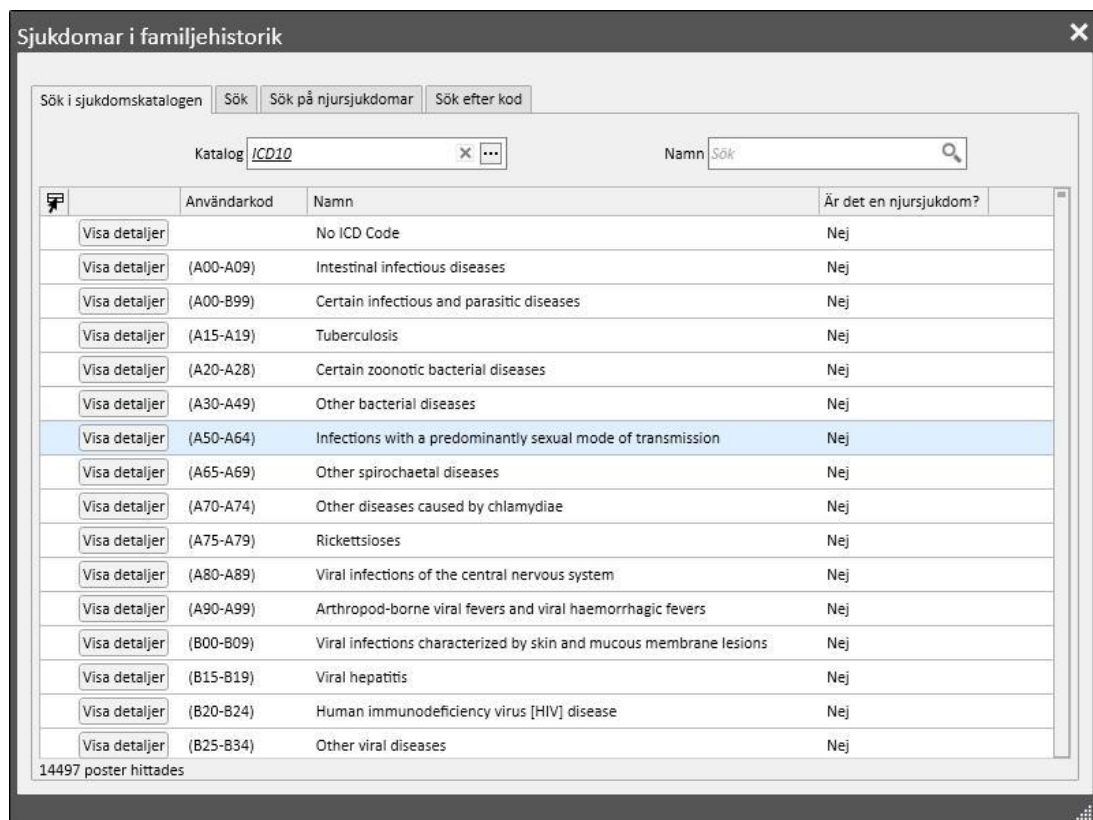 Sjukdomar i familjehistorik
Sök i sjukdomskatalogen Sök Sök på njursjukdomar Sök efter kod
Katalog ICD10 Namn Sök
Användarkod Namn Är det en njursjukdom?
Visa detaljer No ICD Code Nej
Visa detaljer (A00-A09) Intestinal infectious diseases Nej
Visa detaljer (A00-B99) Certain infectious and parasitic diseases Nej
Visa detaljer (A15-A19) Tuberculosis Nej
Visa detaljer (A20-A28) Certain zoonotic bacterial diseases Nej
Visa detaljer (A30-A49) Other bacterial diseases Nej
Visa detaljer (A50-A64) Infections with a predominantly sexual mode of transmission Nej
Visa detaljer (A65-A69) Other spirochaetal diseases Nej
Visa detaljer (A70-A74) Other diseases caused by chlamydiae Nej
Visa detaljer (A75-A79) Rickettsioses Nej
Visa detaljer (A80-A89) Viral infections of the central nervous system Nej
Visa detaljer (A90-A99) Arthropod-borne viral fevers and viral haemorrhagic fevers Nej
Visa detaljer (B00-B09) Viral infections characterized by skin and mucous membrane lesions Nej
Visa detaljer (B15-B19) Viral hepatitis Nej
Visa detaljer (B20-B24) Human immunodeficiency virus [HIV] disease Nej
Visa detaljer (B25-B34) Other viral diseases Nej
14497 poster hittades